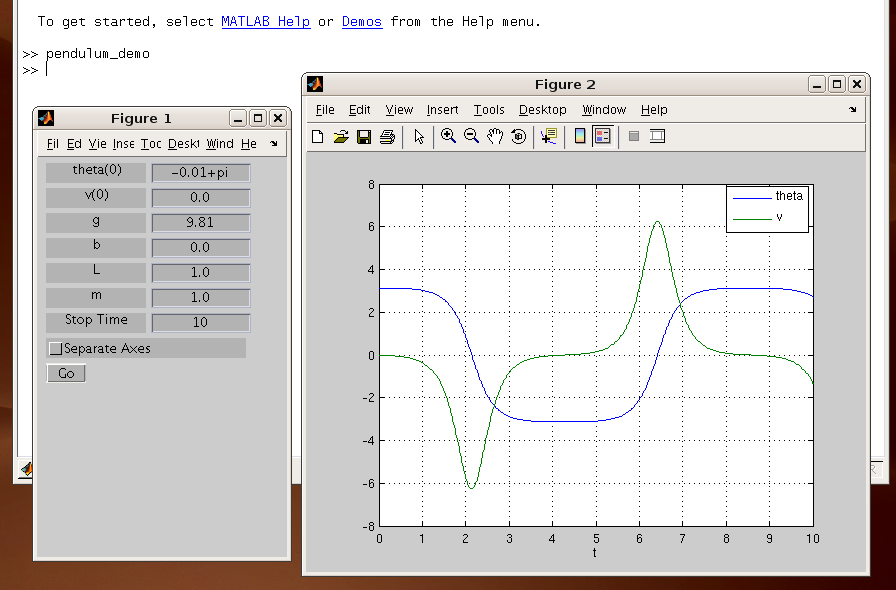 To get started, select MATLAB Help or Demos from the Help menu.
>> pendulum_demo
>>
Figure 1
Fil Ed Vie Inse Toc Deskt Wind He
theta(0) -0.01+pi
v(0) 0.0
g 9.81
b 0.0
L 1.0
m 1.0
Stop Time 10
Separate Axes
Go
Figure 2
File Edit View Insert Tools Desktop Window Help
theta
v
8
6
4
2
0
-2
-4
-6
-8
0 1 2 3 4 5 6 7 8 9 10
t